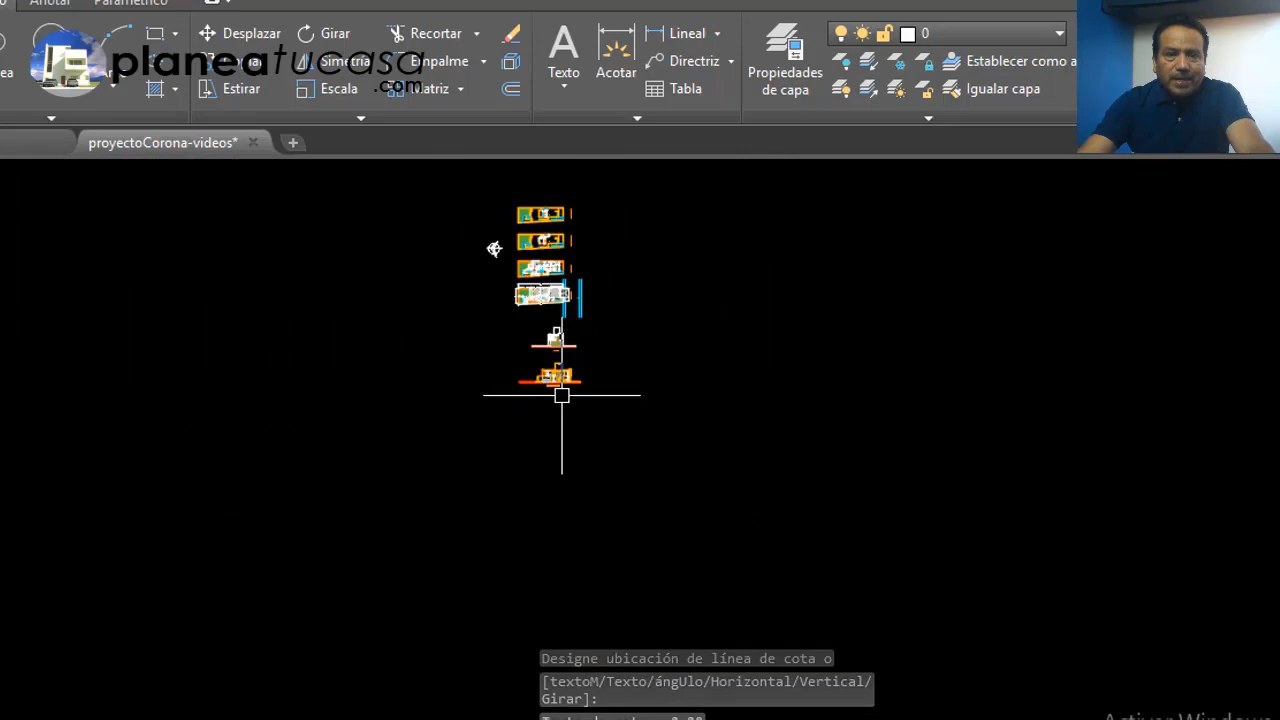 Anotar Paramétrico
Desplazar Girar Recortar
Simetría Empalme
Estirar Escala Matriz
Texto Acotar
Lineal
Directriz
Tabla
Propiedades
de capa
0
Establecer como a
Igualar capa
planeatucasa
.com
proyectoCorona-videos*
Designe ubicación de línea de cota o
[textoM/Texto/ángUlo/Horizontal/Vertical/
Girar]: